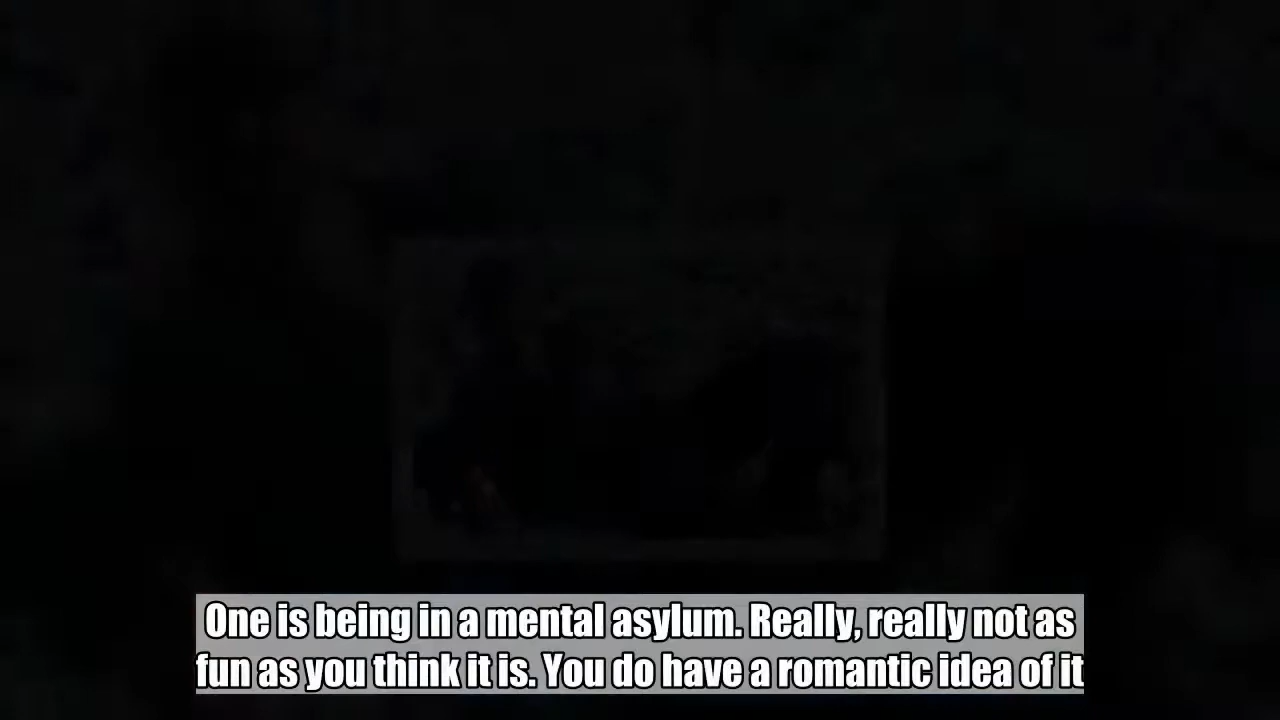 One is being in a mental asylum. Really, really not as
fun as you think it is. You do have a romantic idea of it